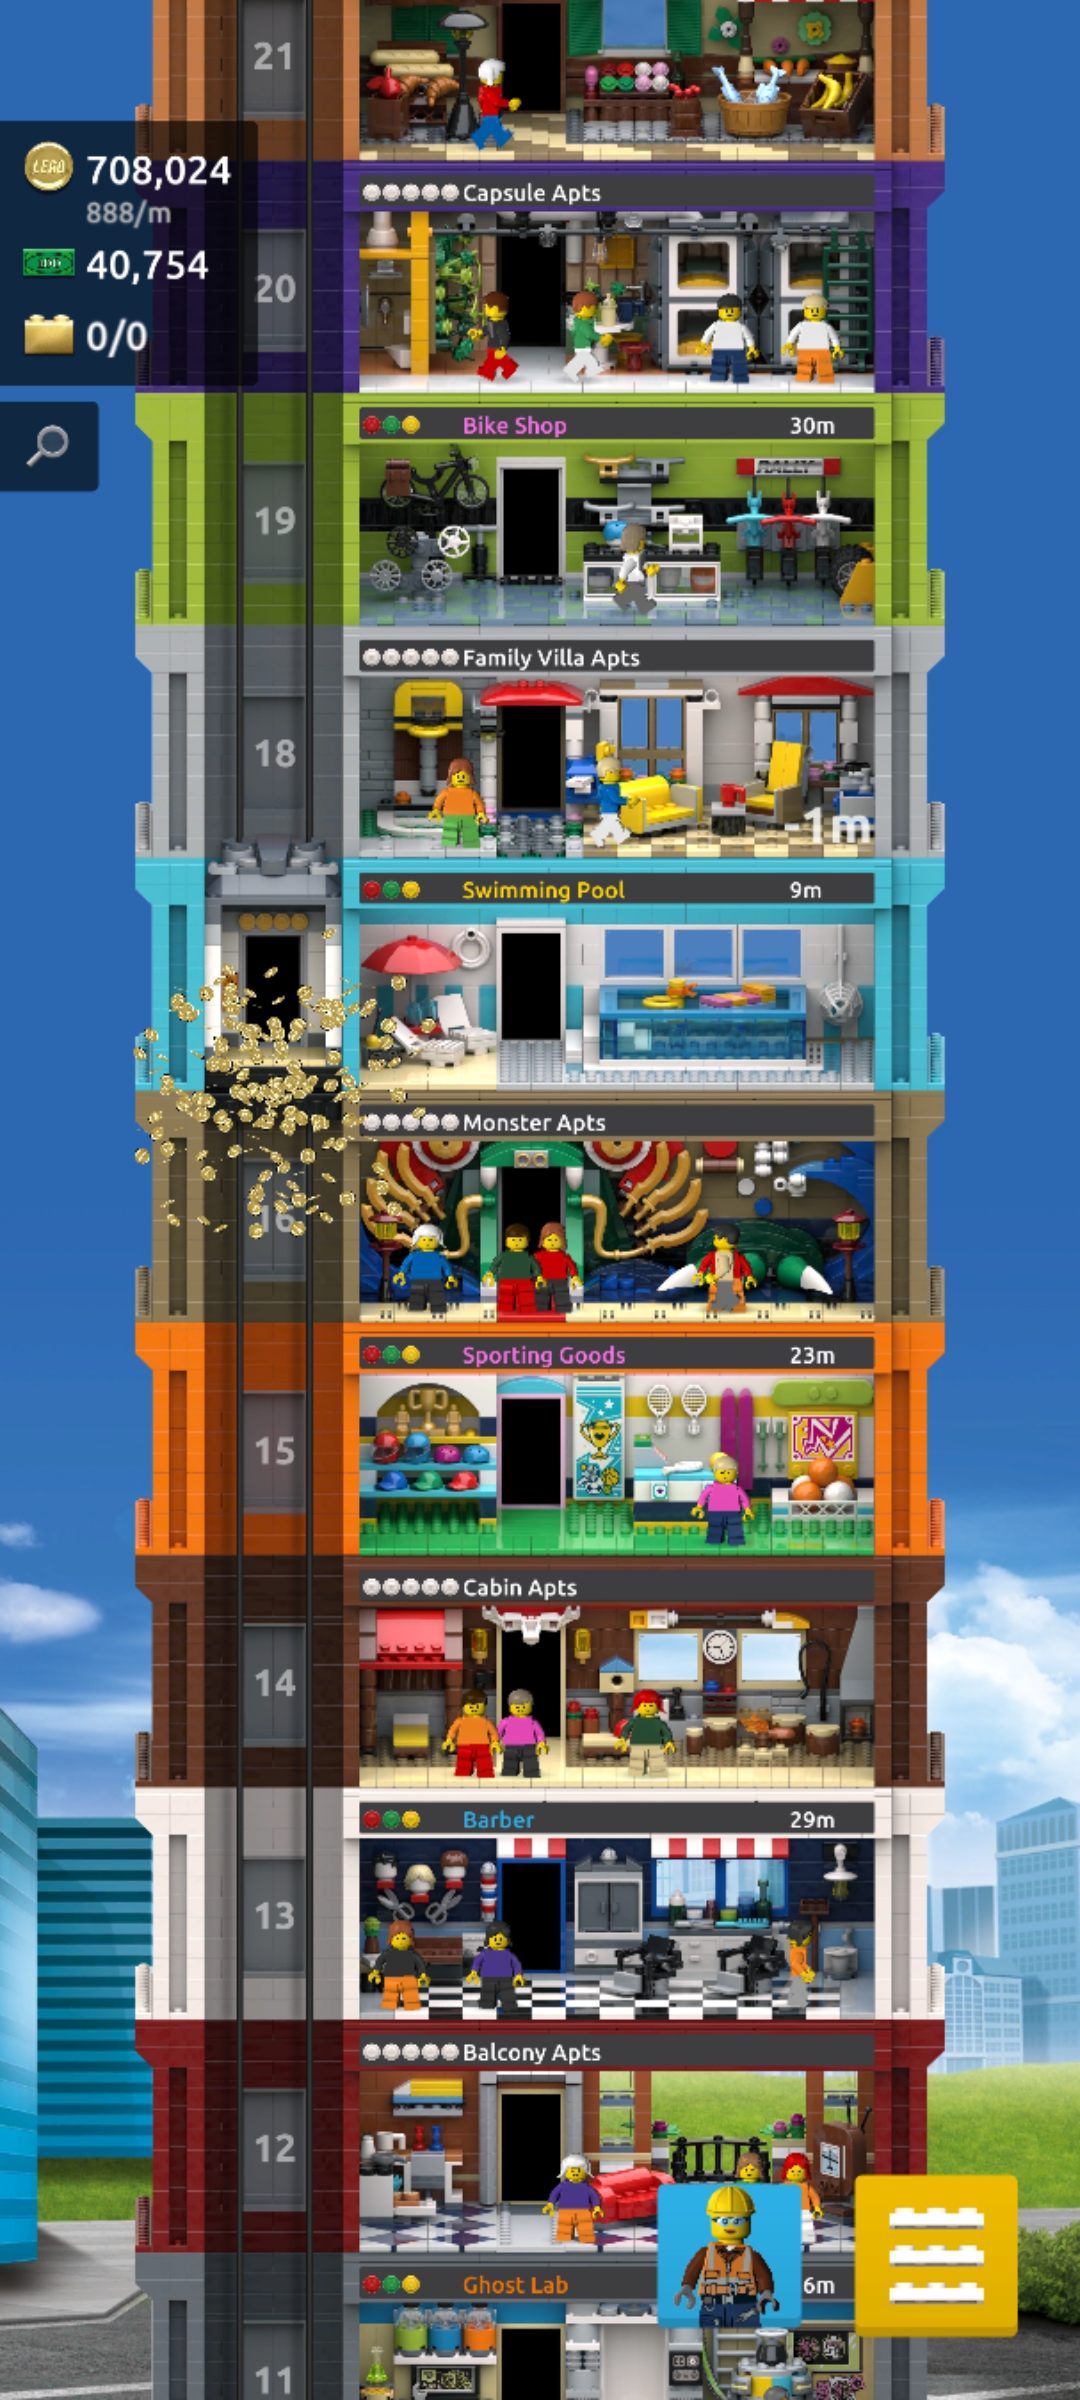 21
LEGO
708,024
888/m
40,754
0/0
Capsule Apts
20
Bike Shop 30m
RALLY
19
Family Villa Apts
18
-1m
Swimming Pool 9m
Monster Apts
16
Sporting Goods 23m
15
Cabin Apts
14
Barber 29m
13
Balcony Apts
12
Ghost Lab 6m
11